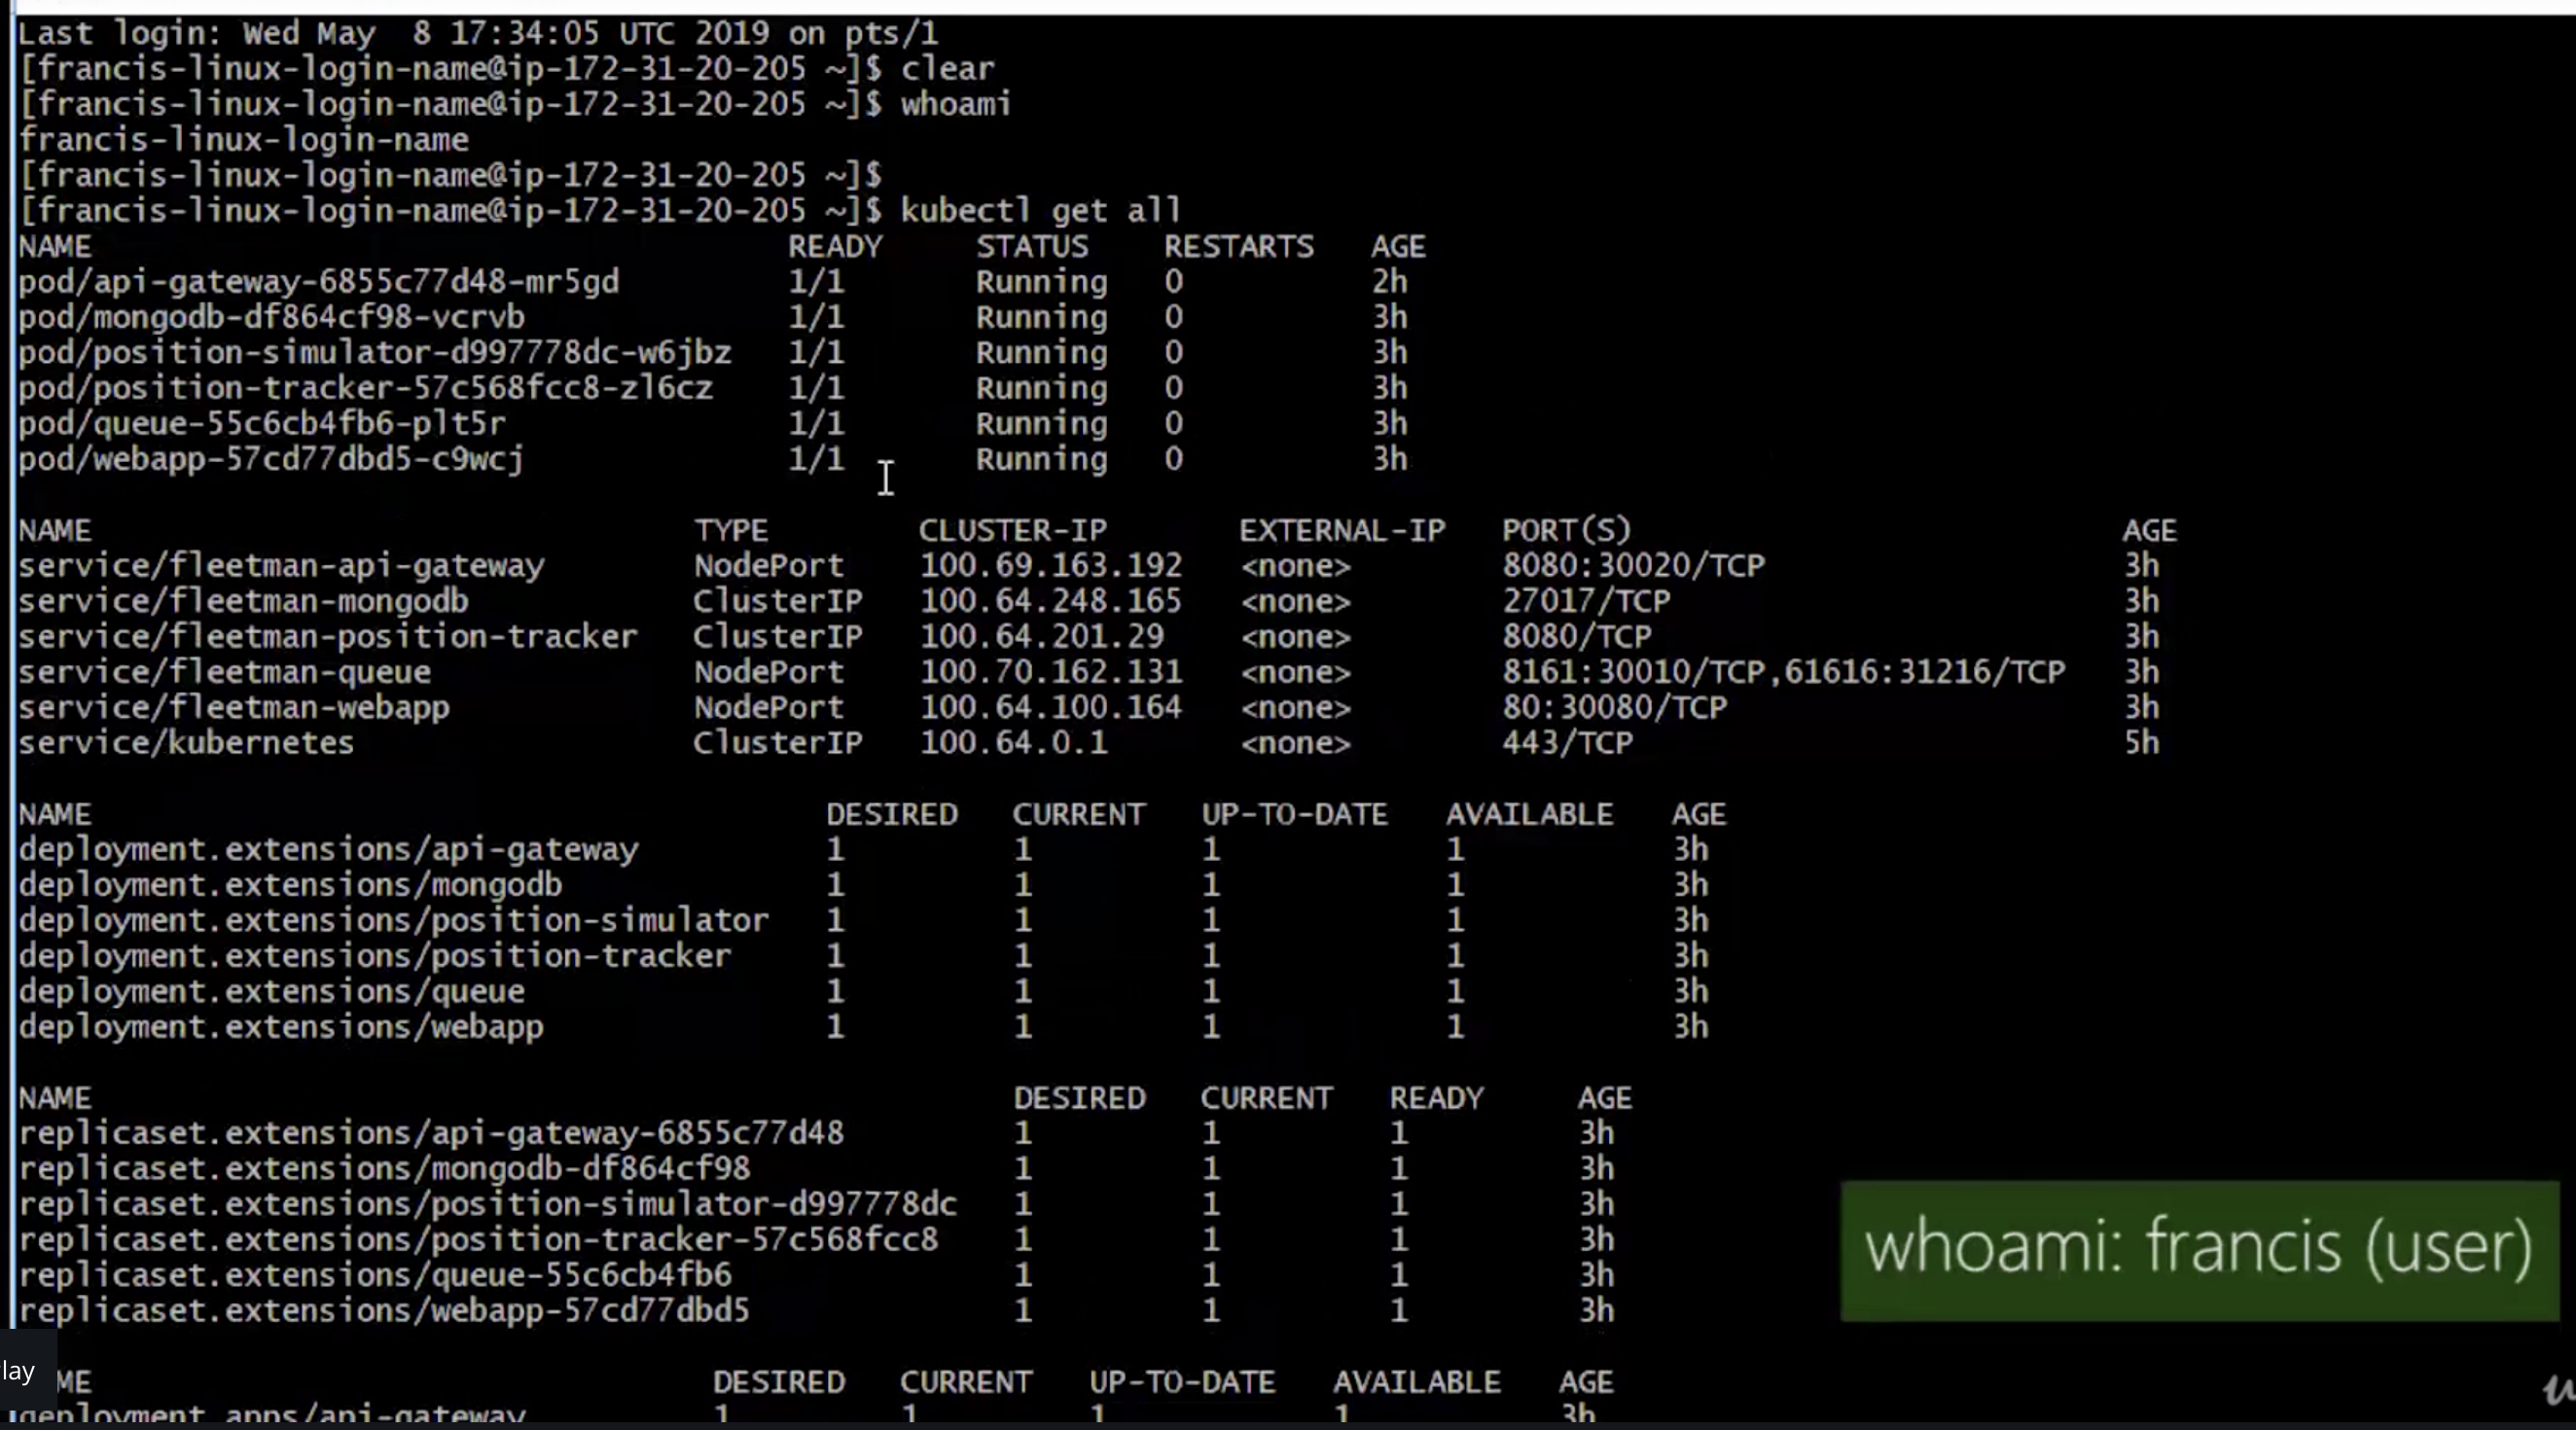 Last login: Wed May  8 17:34:05 UTC 2019 on pts/1
[francis-linux-login-name@ip-172-31-20-205 ~]$ clear
[francis-linux-login-name@ip-172-31-20-205 ~]$ whoami
francis-linux-login-name
[francis-linux-login-name@ip-172-31-20-205 ~]$
[francis-linux-login-name@ip-172-31-20-205 ~]$ kubectl get all
NAME READY STATUS RESTARTS AGE
pod/api-gateway-6855c77d48-mr5gd 1/1 Running 0 2h
pod/mongodb-df864cf98-vcrvb 1/1 Running 0 3h
pod/position-simulator-d997778dc-w6jbz 1/1 Running 0 3h
pod/position-tracker-57c568fcc8-zl6cz 1/1 Running 0 3h
pod/queue-55c6cb4fb6-plt5r 1/1 Running 0 3h
pod/webapp-57cd77dbd5-c9wcj 1/1 Running 0 3h
NAME TYPE CLUSTER-IP EXTERNAL-IP PORT(S) AGE
service/fleetman-api-gateway NodePort 100.69.163.192 <none> 8080:30020/TCP 3h
service/fleetman-mongodb ClusterIP 100.64.248.165 <none> 27017/TCP 3h
service/fleetman-position-tracker ClusterIP 100.64.201.29 <none> 8080/TCP 3h
service/fleetman-queue NodePort 100.70.162.131 <none> 8161:30010/TCP,61616:31216/TCP 3h
service/fleetman-webapp NodePort 100.64.100.164 <none> 80:30080/TCP 3h
service/kubernetes ClusterIP 100.64.0.1 <none> 443/TCP 5h
NAME DESIRED CURRENT UP-TO-DATE AVAILABLE AGE
deployment.extensions/api-gateway 1 1 1 1 3h
deployment.extensions/mongodb 1 1 1 1 3h
deployment.extensions/position-simulator 1 1 1 1 3h
deployment.extensions/position-tracker 1 1 1 1 3h
deployment.extensions/queue 1 1 1 1 3h
deployment.extensions/webapp 1 1 1 1 3h
NAME DESIRED CURRENT READY AGE
replicaset.extensions/api-gateway-6855c77d48 1 1 1 3h
replicaset.extensions/mongodb-df864cf98 1 1 1 3h
replicaset.extensions/position-simulator-d997778dc 1 1 1 3h
replicaset.extensions/position-tracker-57c568fcc8 1 1 1 3h
replicaset.extensions/queue-55c6cb4fb6 1 1 1 3h
replicaset.extensions/webapp-57cd77dbd5 1 1 1 3h
whoami: francis (user)
lay
ME DESIRED CURRENT UP-TO-DATE AVAILABLE AGE
deployment.apps/api-gateway 1 1 1 1 3h